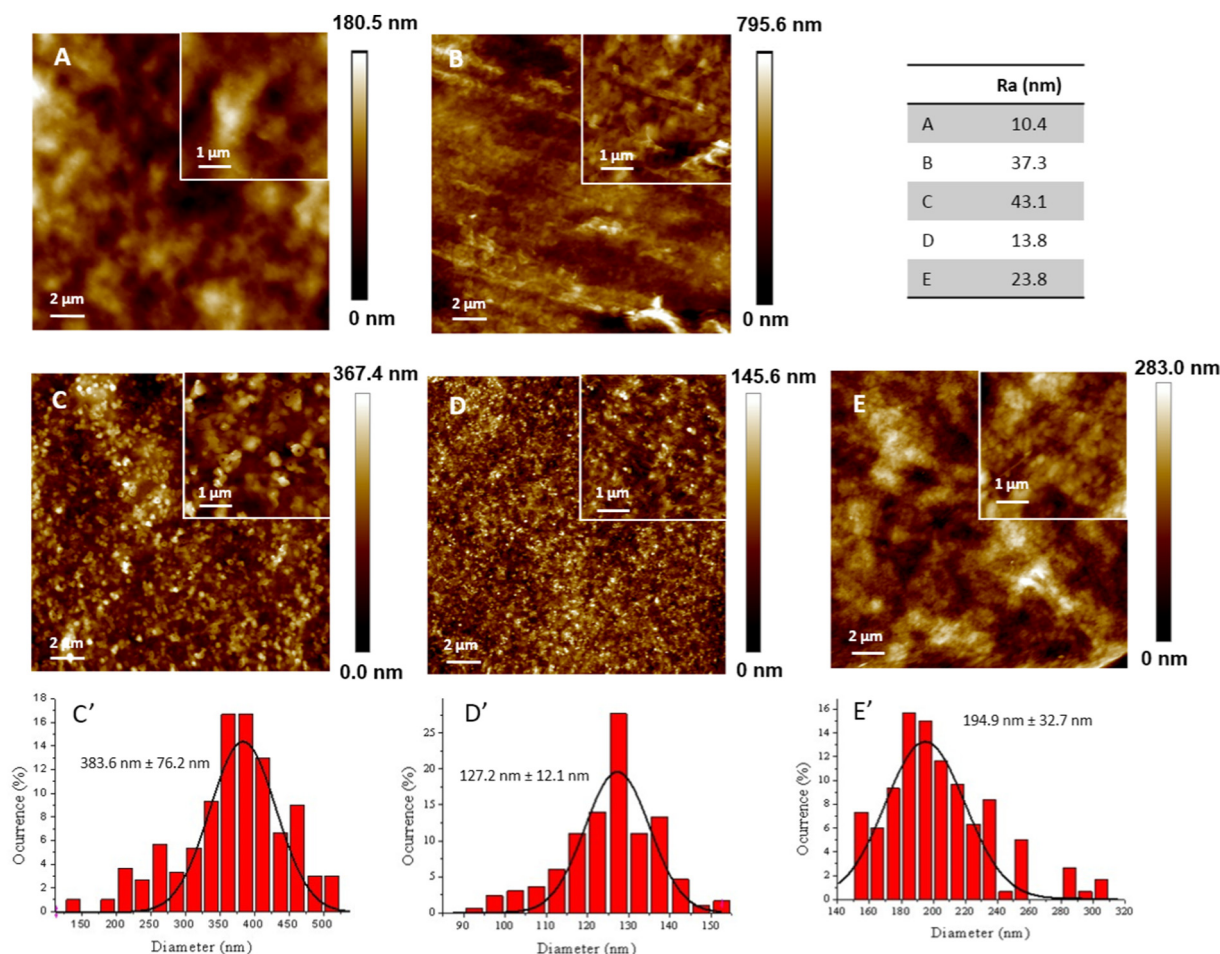 A
2 µm
1 µm
180.5 nm
0 nm
B
2 µm
1 µm
795.6 nm
0 nm
Ra (nm)
A 10.4
B 37.3
C 43.1
D 13.8
E 23.8
C
2 µm
1 µm
367.4 nm
0.0 nm
D
2 µm
1 µm
145.6 nm
0 nm
E
2 µm
1 µm
283.0 nm
0 nm
C’
383.6 nm ± 76.2 nm
Ocurrence (%)
18
16
14
12
10
8
6
4
2
0
150 200 250 300 350 400 450 500
Diameter (nm)
D’
127.2 nm ± 12.1 nm
Ocurrence (%)
25
20
15
10
5
0
90 100 110 120 130 140 150
Diameter (nm)
E’
194.9 nm ± 32.7 nm
Ocurrence (%)
16
14
12
10
8
6
4
2
0
140 160 180 200 220 240 260 280 300 320
Diameter (nm)